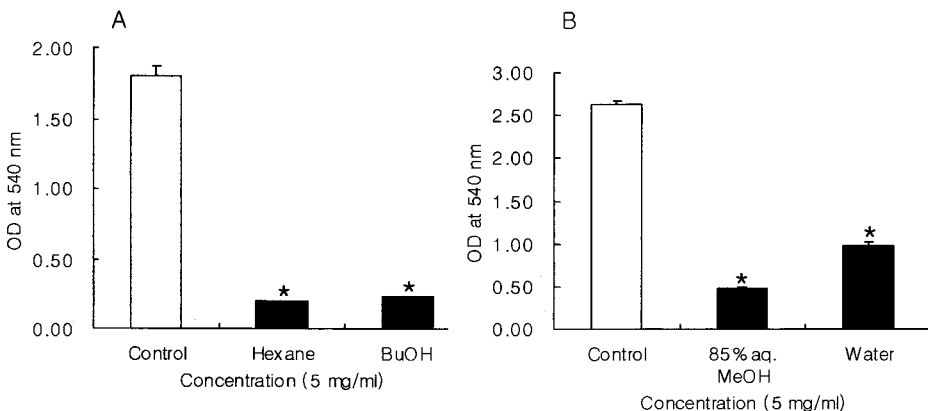 A
OD at 540 nm
2.00
1.50
1.00
0.50
0.00
*
*
Control
Hexane
BuOH
Concentration (5 mg/ml)
B
OD at 540 nm
3.00
2.50
2.00
1.50
1.00
0.50
0.00
*
*
Control
85% aq.
MeOH
Water
Concentration (5 mg/ml)